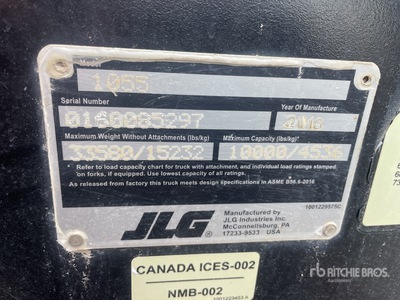 Model
1055
Serial Number
0160085297
Year of Manufacture
Maximum Weight Without Attachments (lbs/kg)
Maximum Capacity (lbs/kg)*
33580/15232
10000/4536
* Refer to load capacity chart for truck with attachment, and individual load ratings stamped
on forks, if equipped. Use lowest capacity of all ratings.
As released from factory this truck meets design specifications in ASME B56.6-2016
1001229575C
JLG
Manufactured by
JLG Industries Inc.
McConnellsburg, PA
17233-9533 USA
CANADA ICES-002
NMB-002
1001223453 A
rb
RITCHIE BROS.